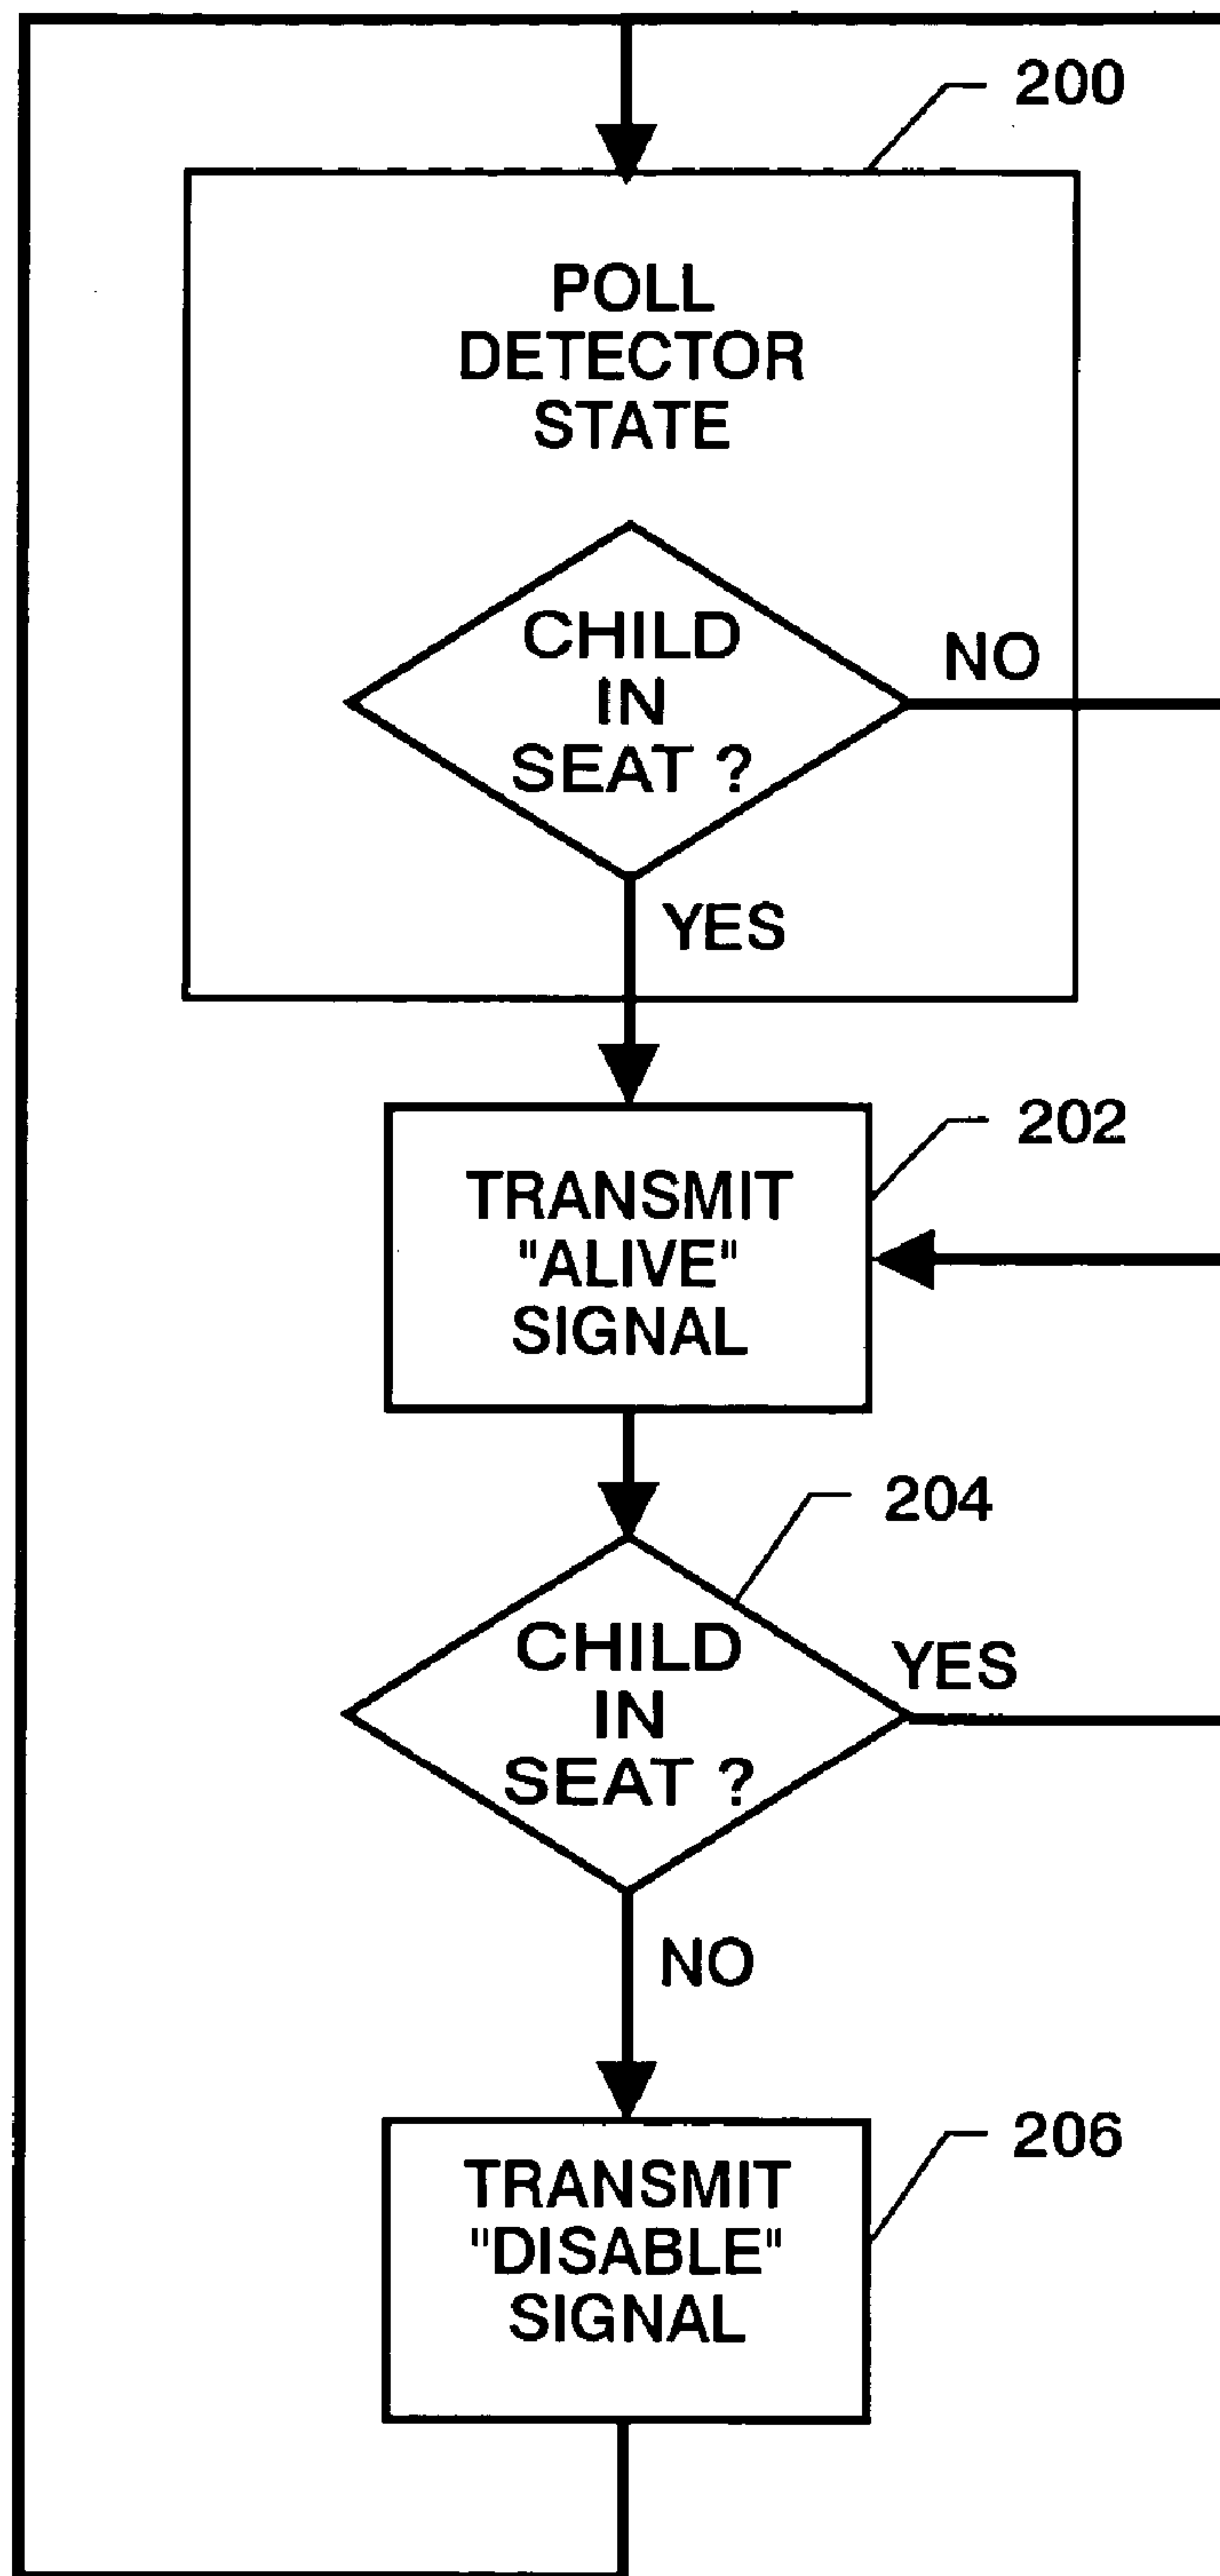 200
POLL
DETECTOR
STATE
CHILD
IN
SEAT ?
NO
YES
202
TRANSMIT
"ALIVE"
SIGNAL
204
CHILD
IN
SEAT ?
YES
NO
206
TRANSMIT
"DISABLE"
SIGNAL